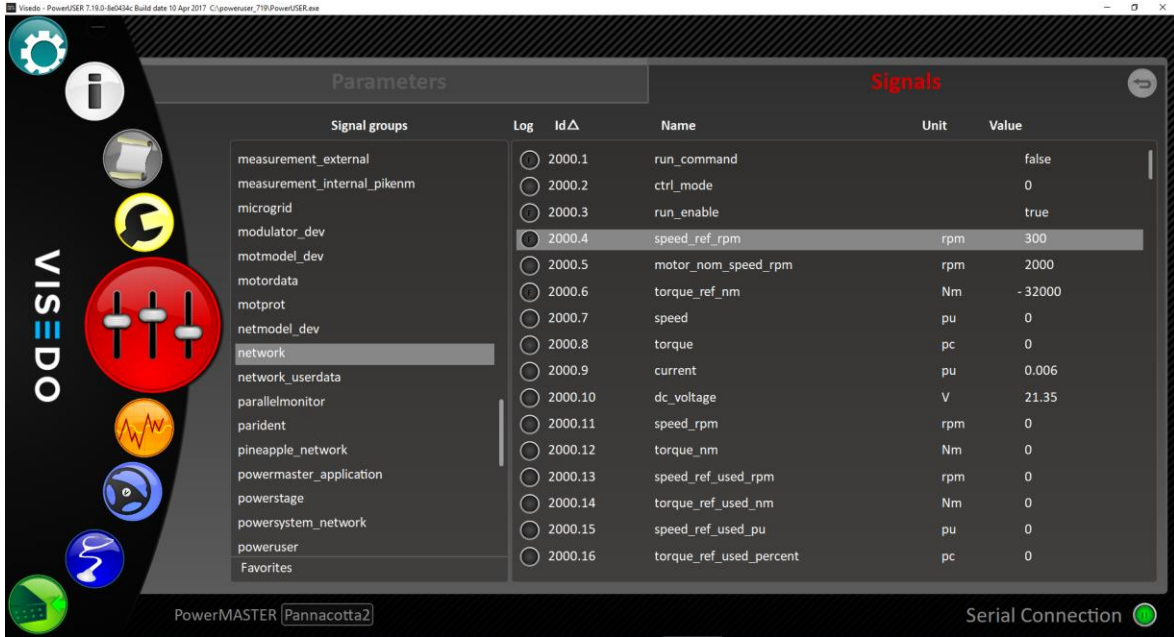 Visedo - PowerUSER 7.19.0-8e0434c Build date 10 Apr 2017 C:\poweruser_719\PowerUSER.exe
Parameters Signals
Signal groups Log Id△ Name Unit Value
measurement_external 2000.1 run_command false
measurement_internal_pikenm 2000.2 ctrl_mode 0
microgrid 2000.3 run_enable true
modulator_dev 2000.4 speed_ref_rpm rpm 300
motmodel_dev 2000.5 motor_nom_speed_rpm rpm 2000
motordata 2000.6 torque_ref_nm Nm - 32000
motprot 2000.7 speed pu 0
netmodel_dev 2000.8 torque pc 0
network 2000.9 current pu 0.006
network_userdata 2000.10 dc_voltage V 21.35
parallelmonitor 2000.11 speed_rpm rpm 0
parident 2000.12 torque_nm Nm 0
pineapple_network 2000.13 speed_ref_used_rpm rpm 0
powermaster_application 2000.14 torque_ref_used_nm Nm 0
powerstage 2000.15 speed_ref_used_pu pu 0
powersystem_network 2000.16 torque_ref_used_percent pc 0
poweruser
Favorites
VISEDO
PowerMASTER Pannacotta2 Serial Connection